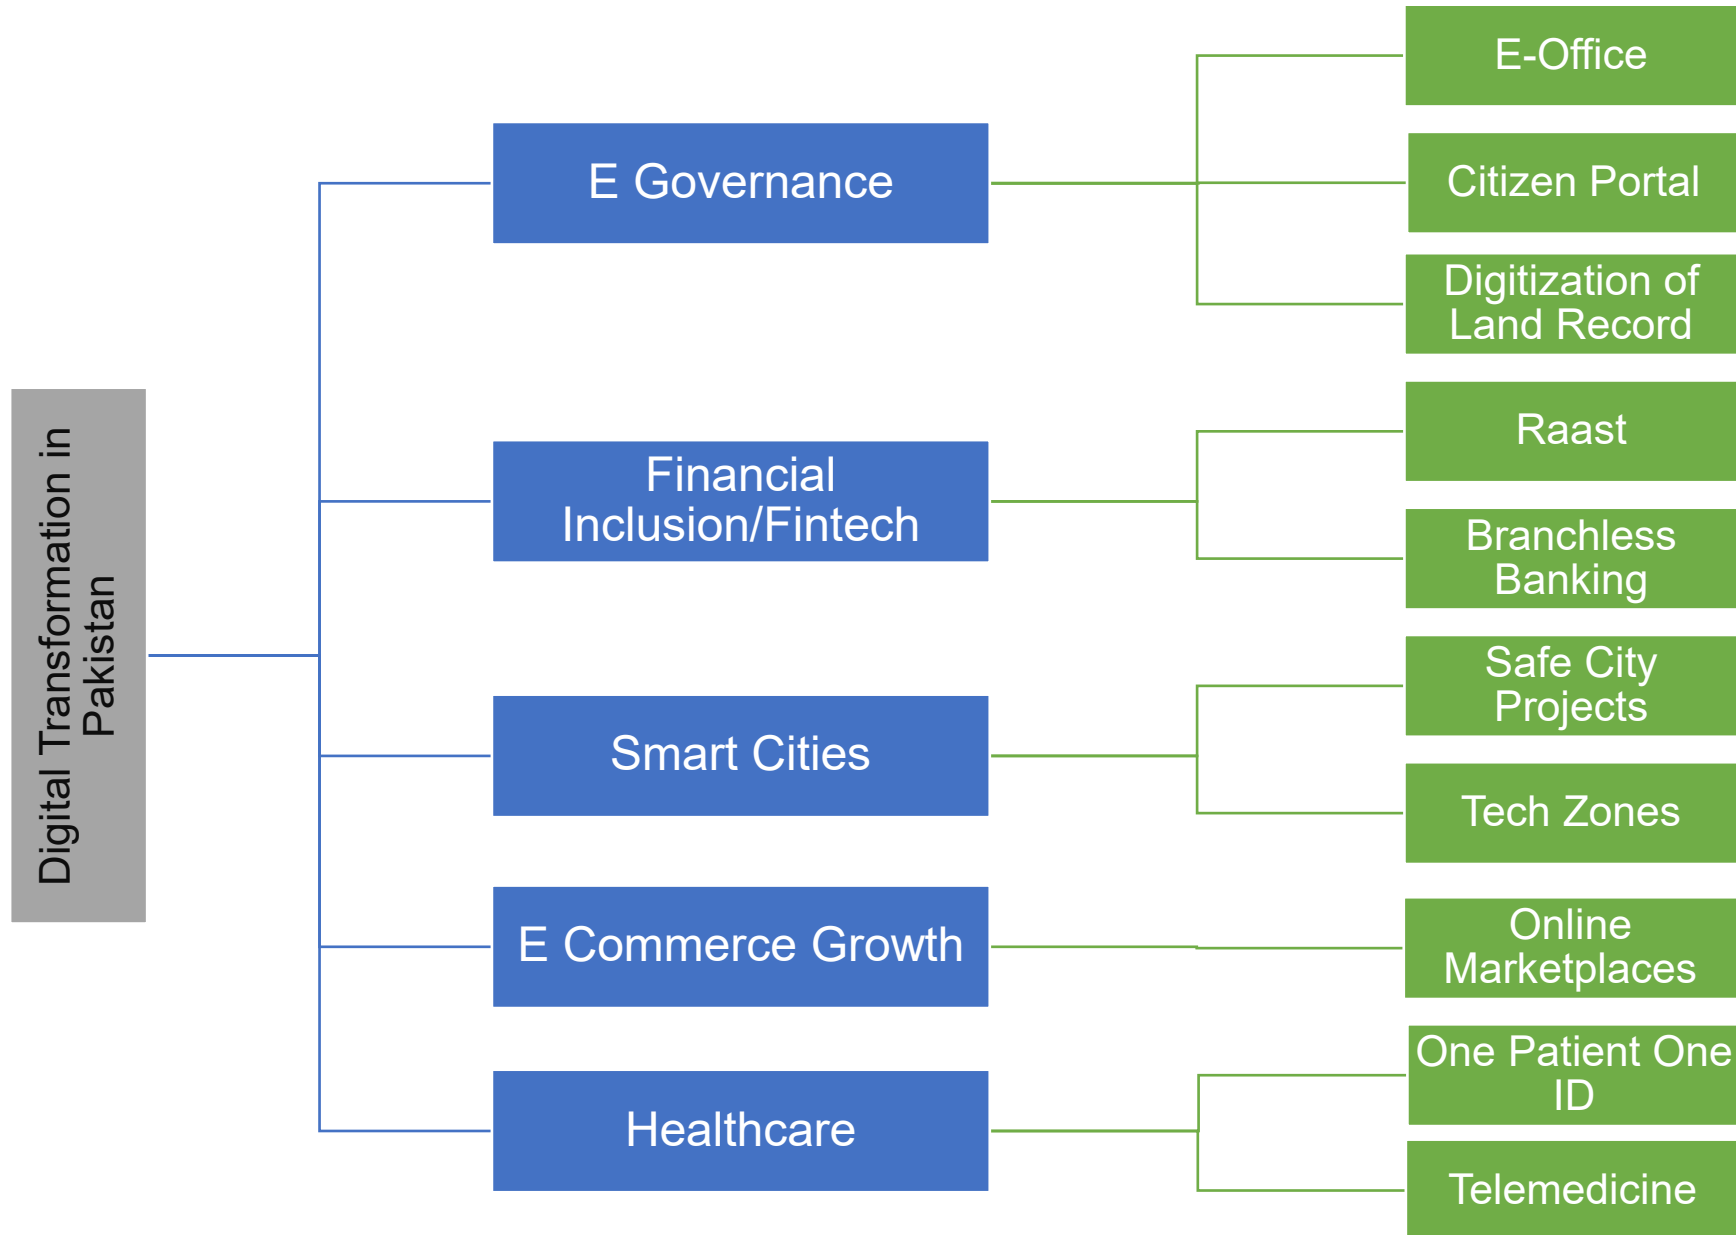 Digital Transformation in
Pakistan
E Governance
E-Office
Citizen Portal
Digitization of
Land Record
Financial
Inclusion/Fintech
Raast
Branchless
Banking
Smart Cities
Safe City
Projects
Tech Zones
E Commerce Growth
Online
Marketplaces
Healthcare
One Patient One
ID
Telemedicine